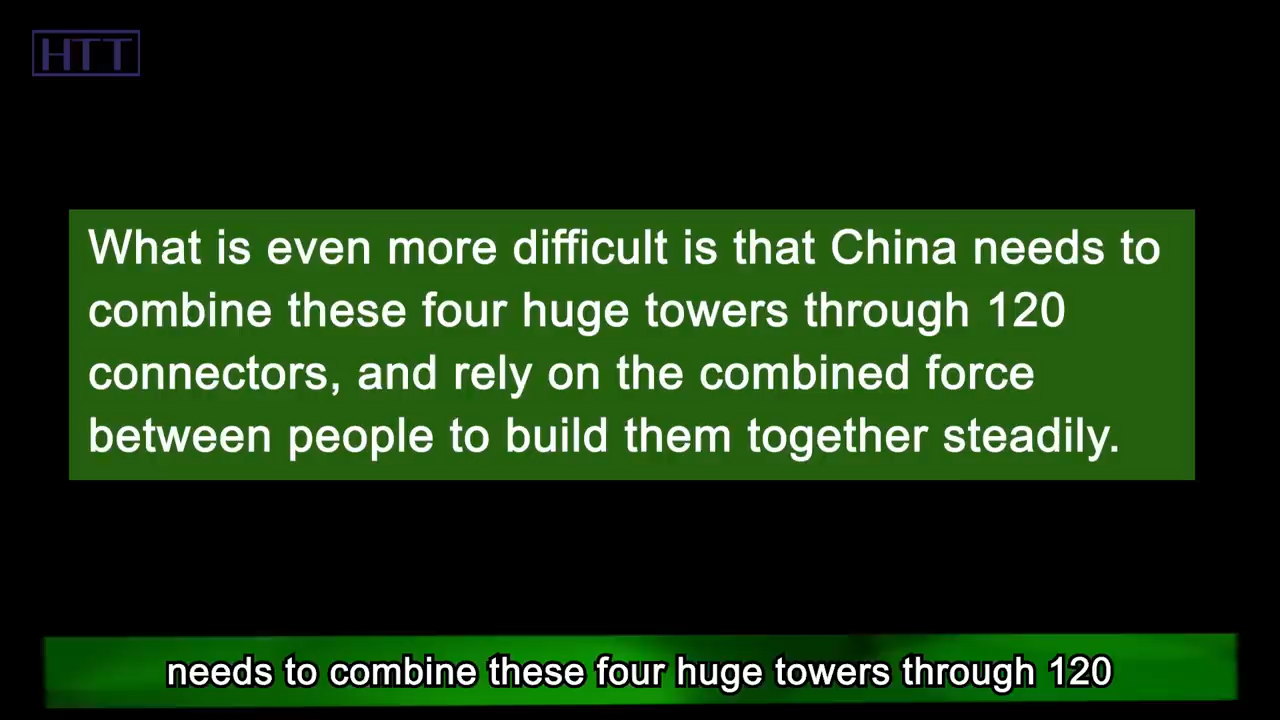 HTT
What is even more difficult is that China needs to
combine these four huge towers through 120
connectors, and rely on the combined force
between people to build them together steadily.
needs to combine these four huge towers through 120